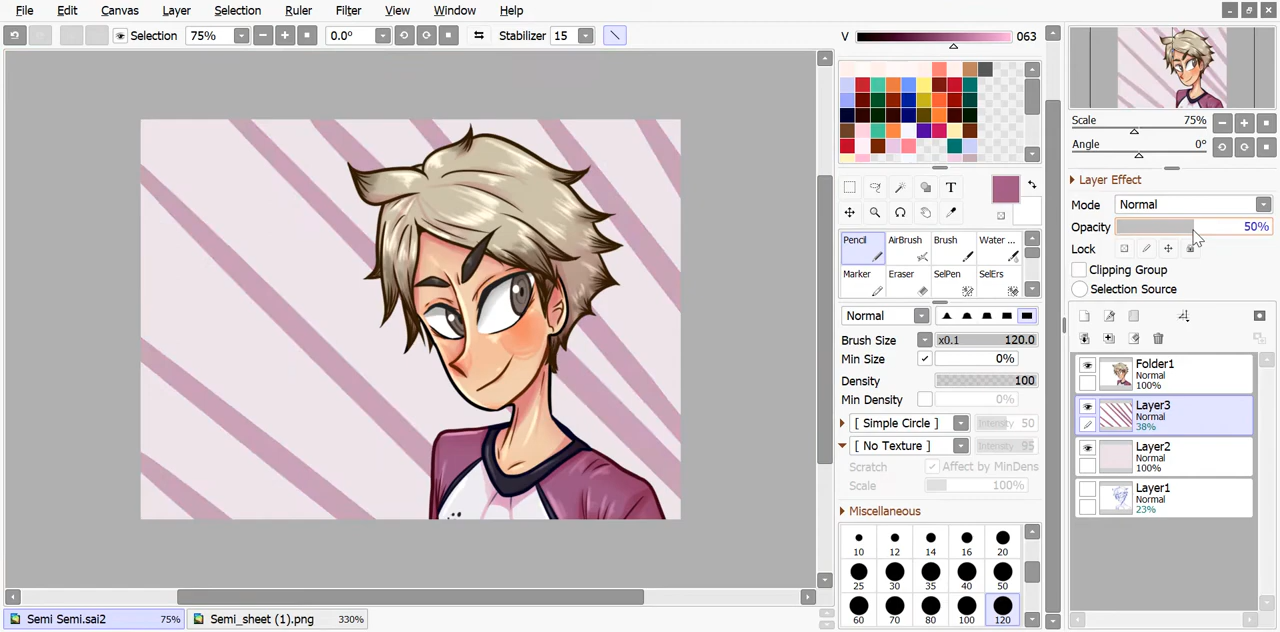 File Edit Canvas Layer Selection Ruler Filter View Window Help
Selection 75% 0.0° Stabilizer 15
V 063
T
Pencil AirBrush Brush Water ...
Marker Eraser SelPen SelErs
Normal
Brush Size x0.1 120.0
Min Size 0%
Density 100
Min Density 0%
[ Simple Circle ] Intensity 50
[ No Texture ] Intensity 95
Scratch Affect by MinDens
Scale 100%
Miscellaneous
10 12 14 16 20
25 30 35 40 50
60 70 80 100 120
Scale 75%
Angle 0°
Layer Effect
Mode Normal
Opacity 50%
Lock
Clipping Group
Selection Source
Folder1
Normal
100%
Layer3
Normal
38%
Layer2
Normal
100%
Layer1
Normal
23%
Semi Semi.sai2 75% Semi_sheet (1).png 330%